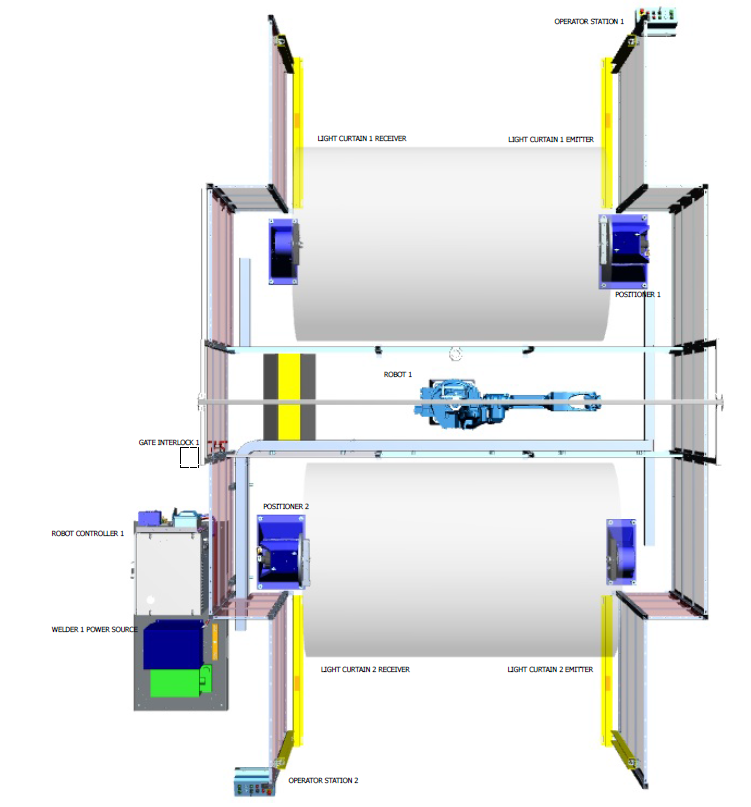 OPERATOR STATION 1
LIGHT CURTAIN 1 RECEIVER
LIGHT CURTAIN 1 EMITTER
POSITIONER 1
ROBOT 1
GATE INTERLOCK 1
POSITIONER 2
ROBOT CONTROLLER 1
WELDER 1 POWER SOURCE
LIGHT CURTAIN 2 RECEIVER
LIGHT CURTAIN 2 EMITTER
OPERATOR STATION 2